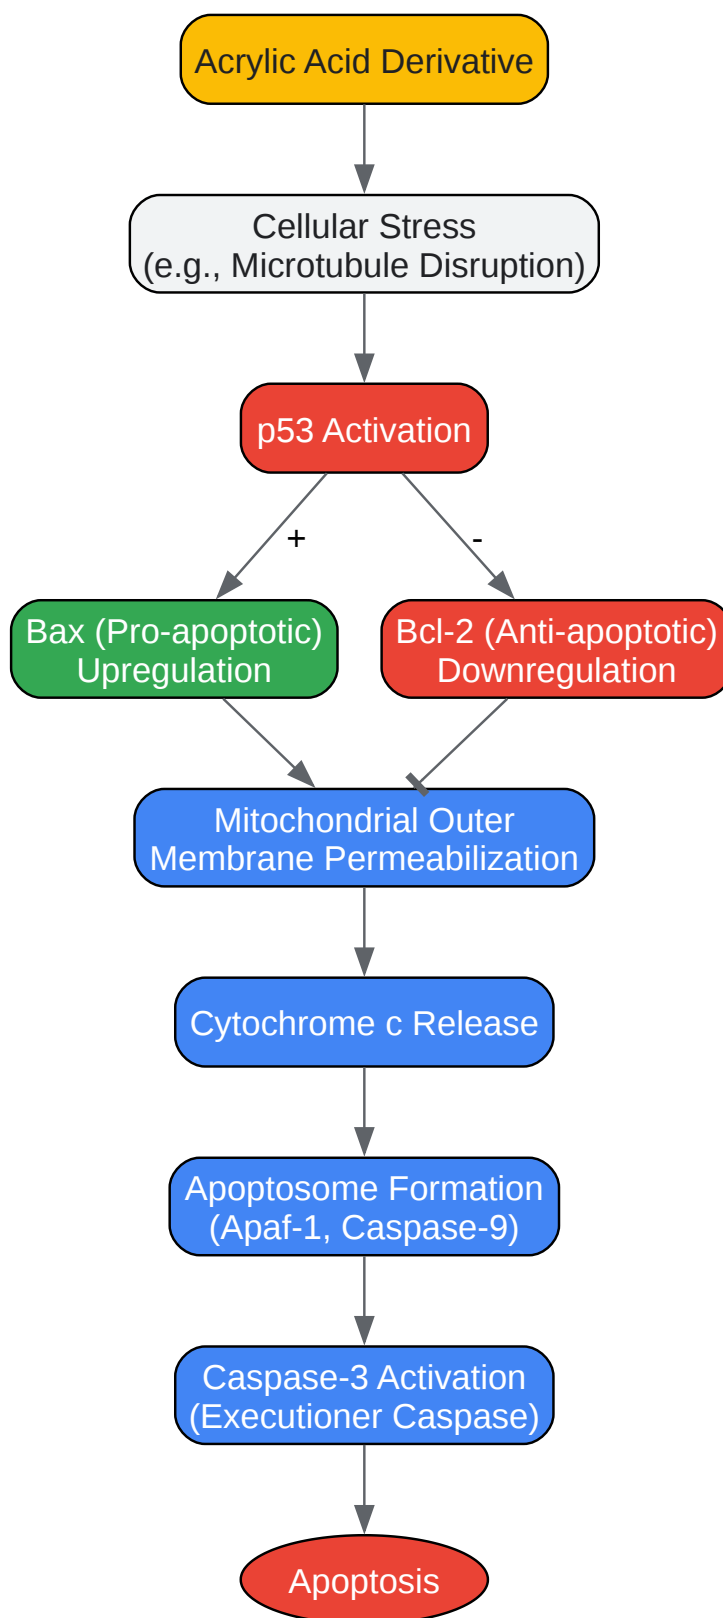 Acrylic Acid Derivative
Cellular Stress
(e.g., Microtubule Disruption)
p53 Activation
+
-
Bax (Pro-apoptotic)
Upregulation
Bcl-2 (Anti-apoptotic)
Downregulation
Mitochondrial Outer
Membrane Permeabilization
Cytochrome c Release
Apoptosome Formation
(Apaf-1, Caspase-9)
Caspase-3 Activation
(Executioner Caspase)
Apoptosis